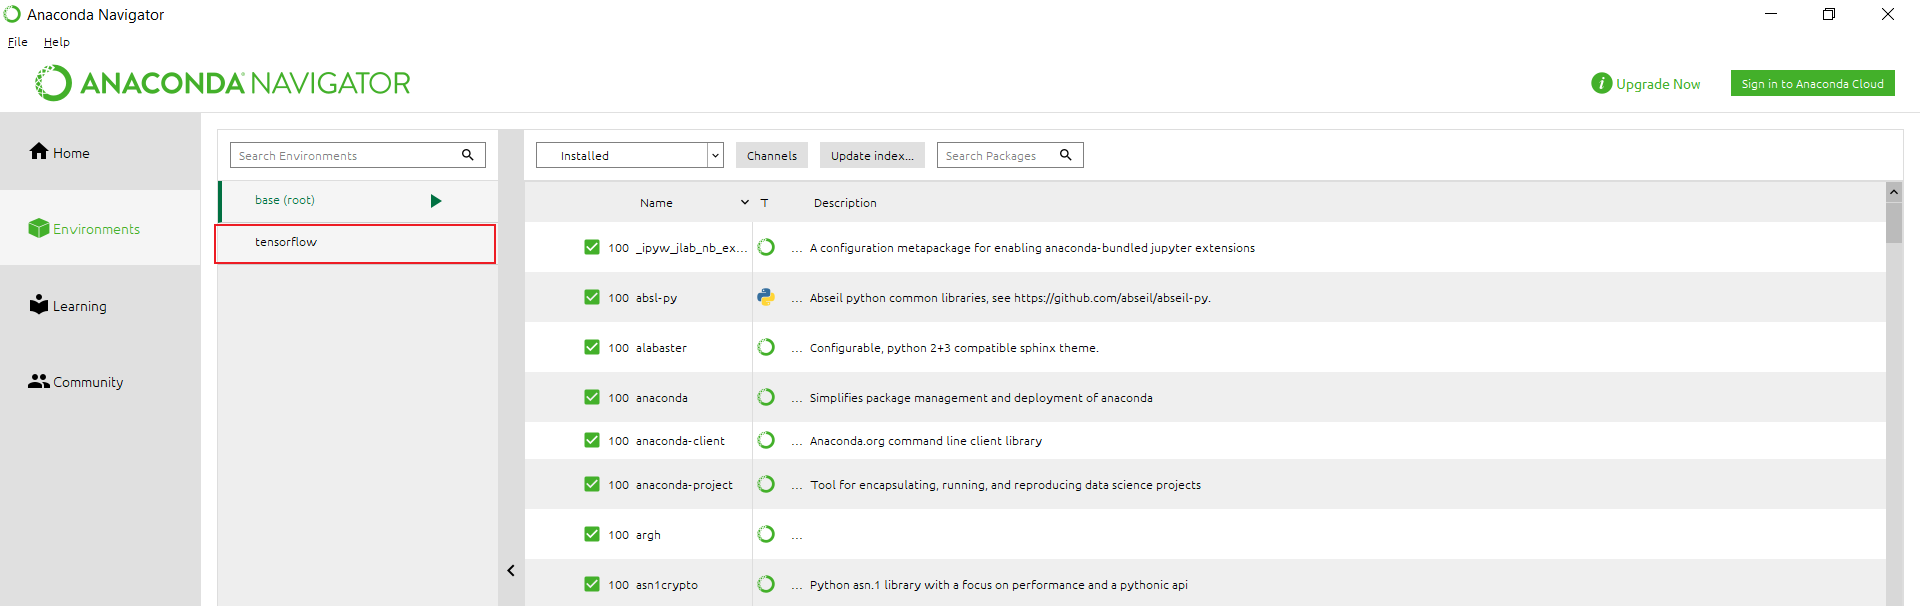 Anaconda Navigator
File Help
ANACONDA NAVIGATOR
i Upgrade Now Sign in to Anaconda Cloud
Home
Environments
Learning
Community
Search Environments
base (root)
tensorflow
Installed Channels Update index... Search Packages
Name T Description
100 _ipyw_jlab_nb_ex... ... A configuration metapackage for enabling anaconda-bundled jupyter extensions
100 absl-py ... Abseil python common libraries, see https://github.com/abseil/abseil-py.
100 alabaster ... Configurable, python 2+3 compatible sphinx theme.
100 anaconda ... Simplifies package management and deployment of anaconda
100 anaconda-client ... Anaconda.org command line client library
100 anaconda-project ... Tool for encapsulating, running, and reproducing data science projects
100 argh ...
100 asn1crypto ... Python asn.1 library with a focus on performance and a pythonic api